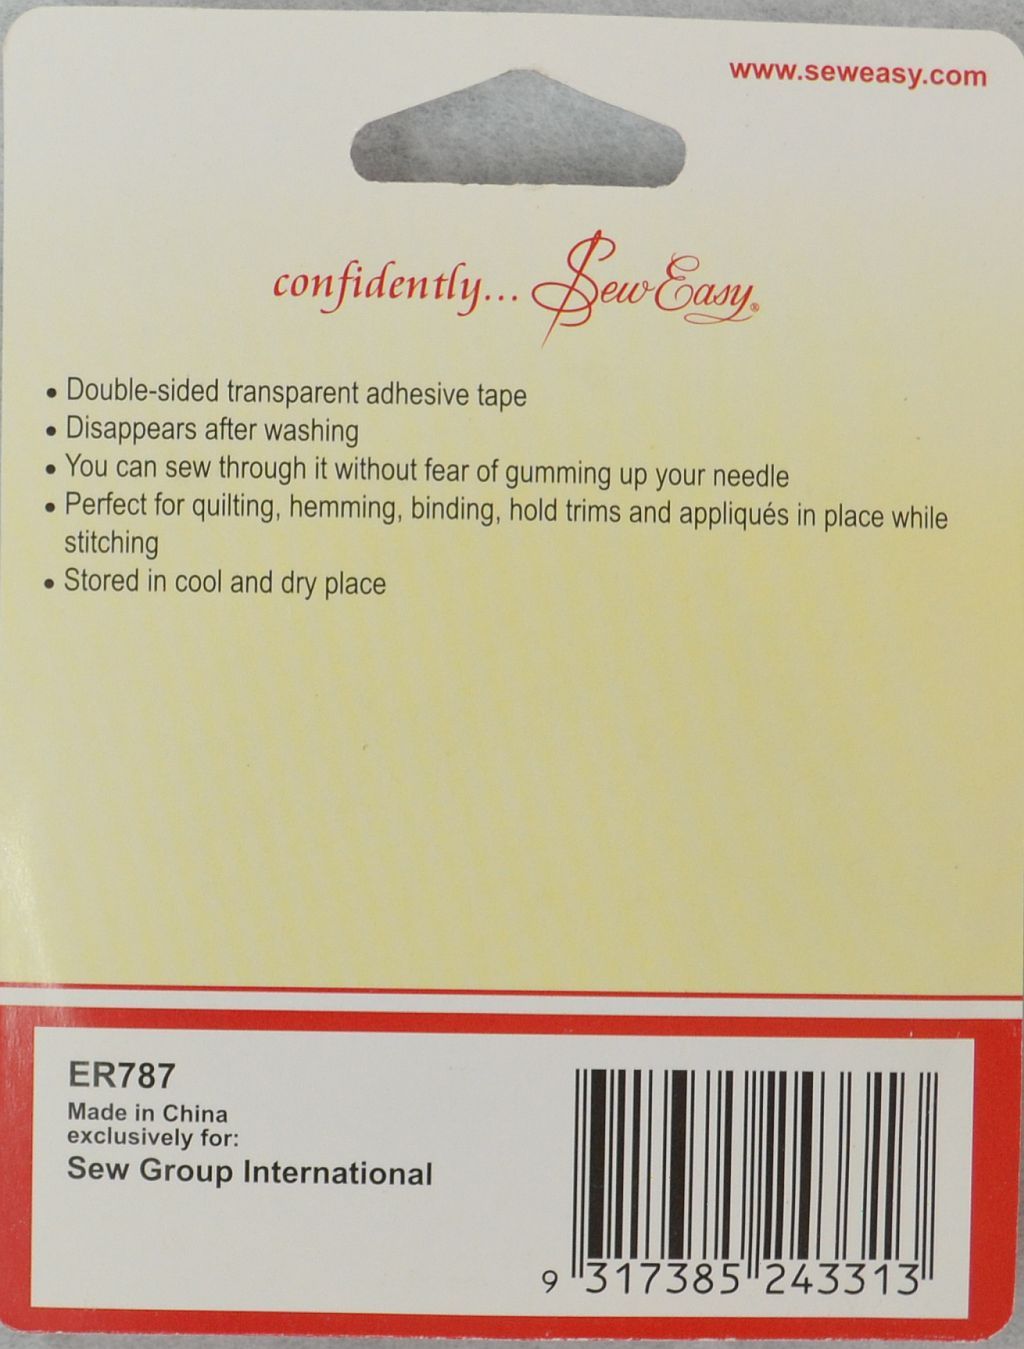 www.seweasy.com
confidently... Sew Easy®
• Double-sided transparent adhesive tape
• Disappears after washing
• You can sew through it without fear of gumming up your needle
• Perfect for quilting, hemming, binding, hold trims and appliqués in place while
stitching
• Stored in cool and dry place
ER787
Made in China
exclusively for:
Sew Group International
9 317385 243313